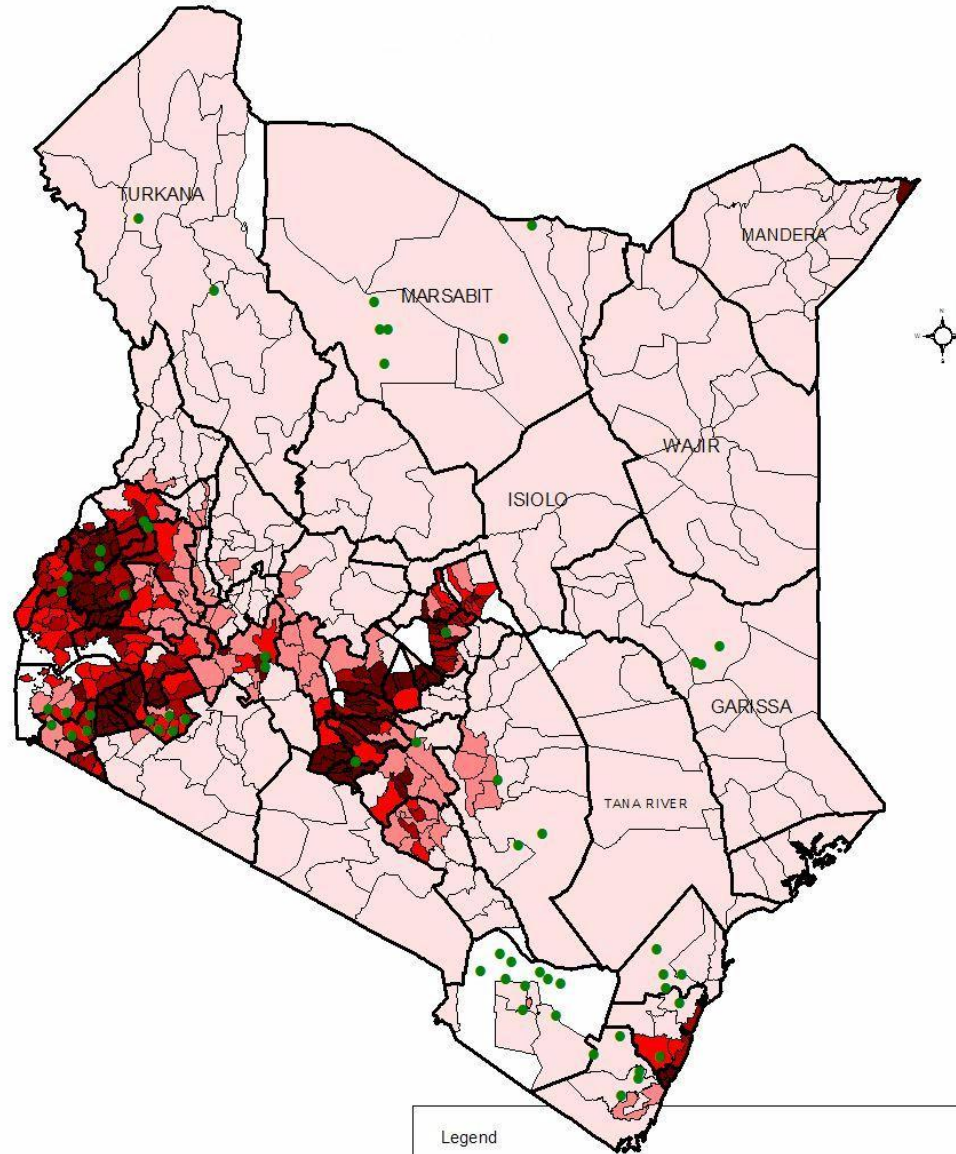 TURKANA
MANDERA
MARSABIT
N
W
S
WAJIR
ISIOLO
GARISSA
TANA RIVER
Legend